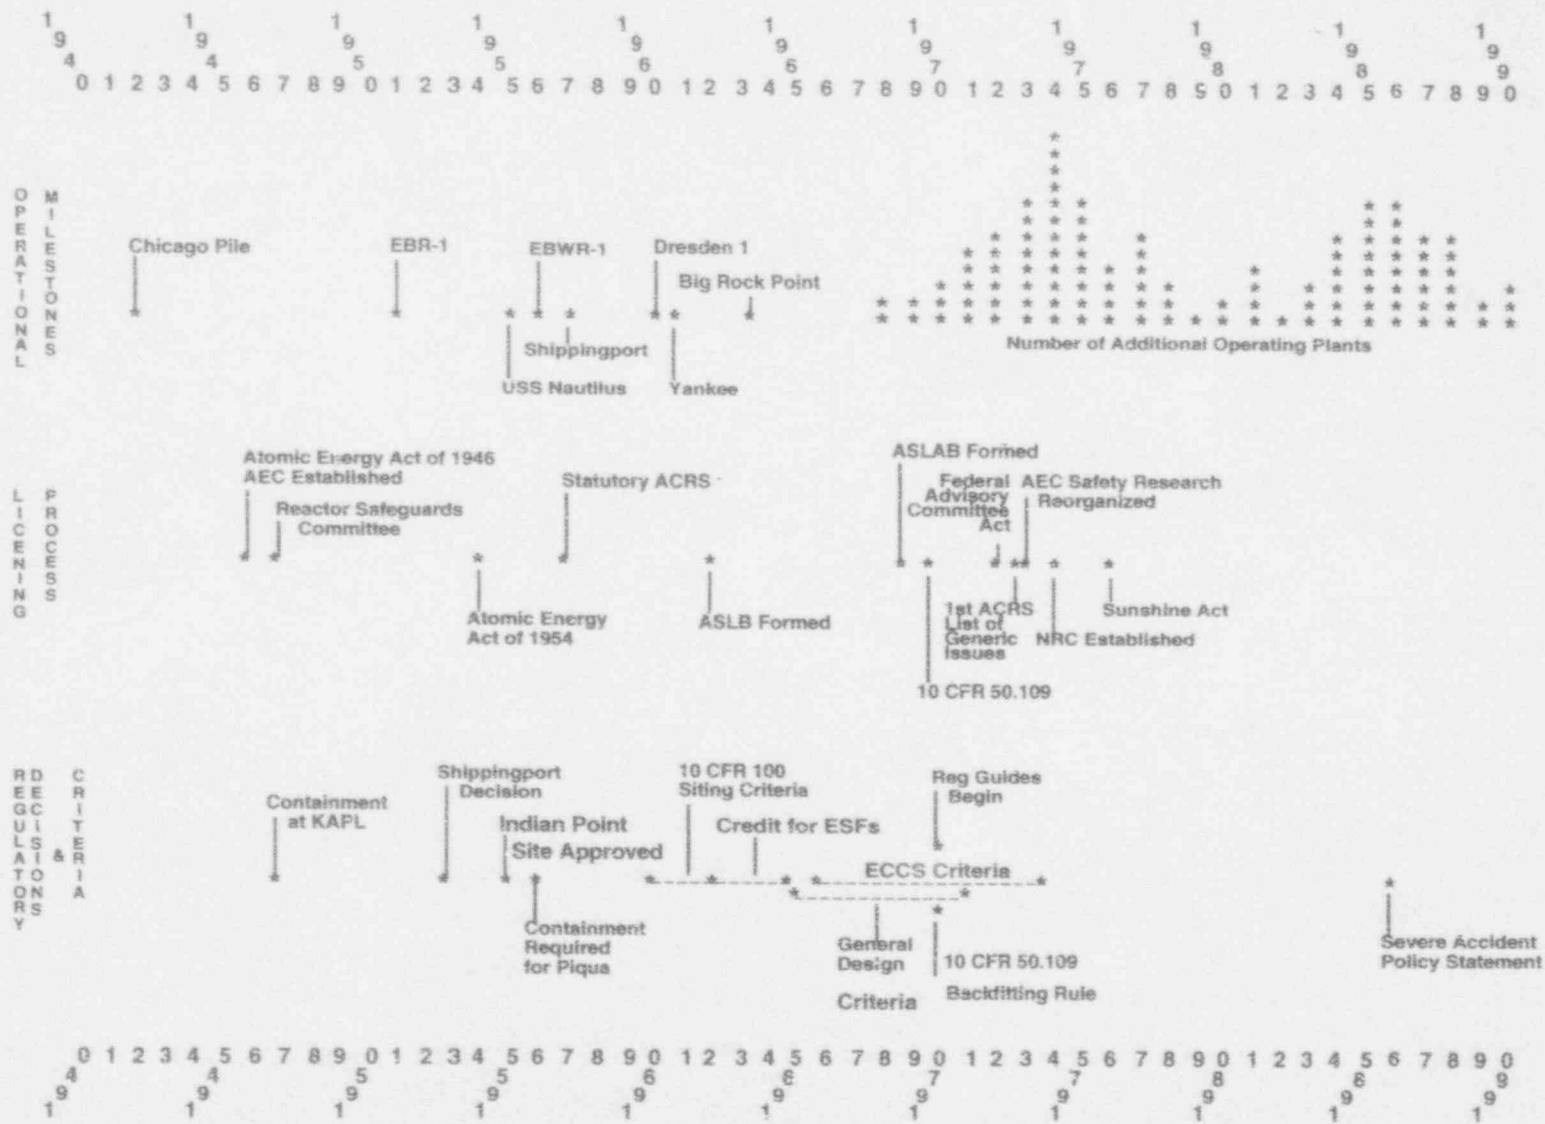 1940 1945 1950 1955 1960 1965 1970 1975 1980 1985 1990
0 1 2 3 4 5 6 7 8 9 0 1 2 3 4 5 6 7 8 9 0 1 2 3 4 5 6 7 8 9 0 1 2 3 4 5 6 7 8 9 0 1 2 3 4 5 6 7 8 9 0
OPERATIONAL
MILESTONES
Chicago Pile
EBR-1
EBWR-1
Dresden 1
Big Rock Point
Shippingport
USS Nautilus
Yankee
Number of Additional Operating Plants
LICENING
PROCESS
Atomic Energy Act of 1946
AEC Established
Reactor Safeguards
Committee
Statutory ACRS
Atomic Energy
Act of 1954
ASLB Formed
ASLAB Formed
Federal
Advisory
Committee
Act
AEC Safety Research
Reorganized
1st ACRS
List of
Generic
Issues
NRC Established
Sunshine Act
10 CFR 50.109
REGULATORY
DECISIONS
&
CRITERIA
Containment
at KAPL
Shippingport
Decision
Indian Point
Site Approved
Containment
Required
for Piqua
10 CFR 100
Siting Criteria
Credit for ESFs
Reg Guides
Begin
ECCS Criteria
General
Design
Criteria
10 CFR 50.109
Backfitting Rule
Severe Accident
Policy Statement
0 1 2 3 4 5 6 7 8 9 0 1 2 3 4 5 6 7 8 9 0 1 2 3 4 5 6 7 8 9 0 1 2 3 4 5 6 7 8 9 0 1 2 3 4 5 6 7 8 9 0
1940 1945 1950 1955 1960 1965 1970 1975 1980 1985 1990